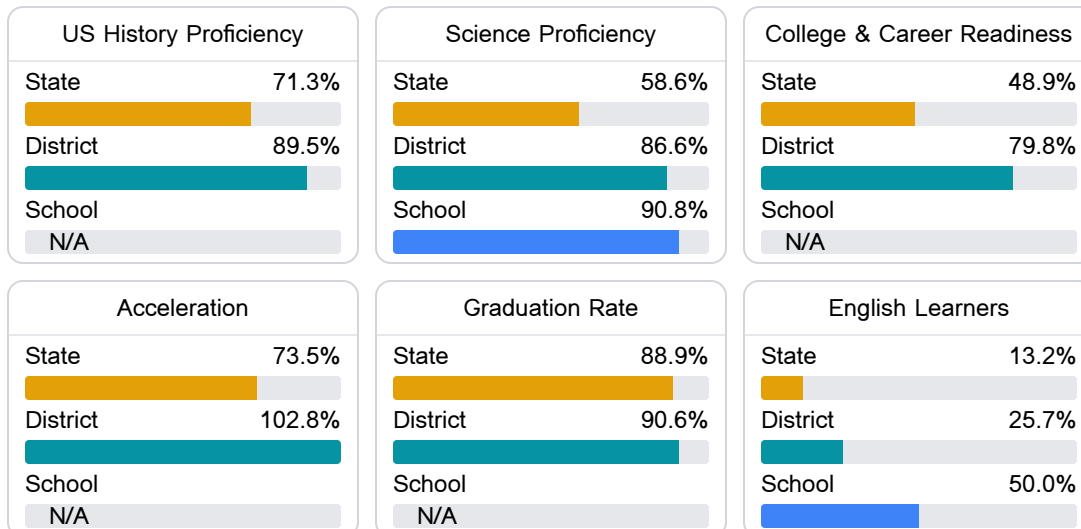 US History Proficiency
State 71.3%
District 89.5%
School
N/A
Science Proficiency
State 58.6%
District 86.6%
School 90.8%
College & Career Readiness
State 48.9%
District 79.8%
School
N/A
Acceleration
State 73.5%
District 102.8%
School
N/A
Graduation Rate
State 88.9%
District 90.6%
School
N/A
English Learners
State 13.2%
District 25.7%
School 50.0%